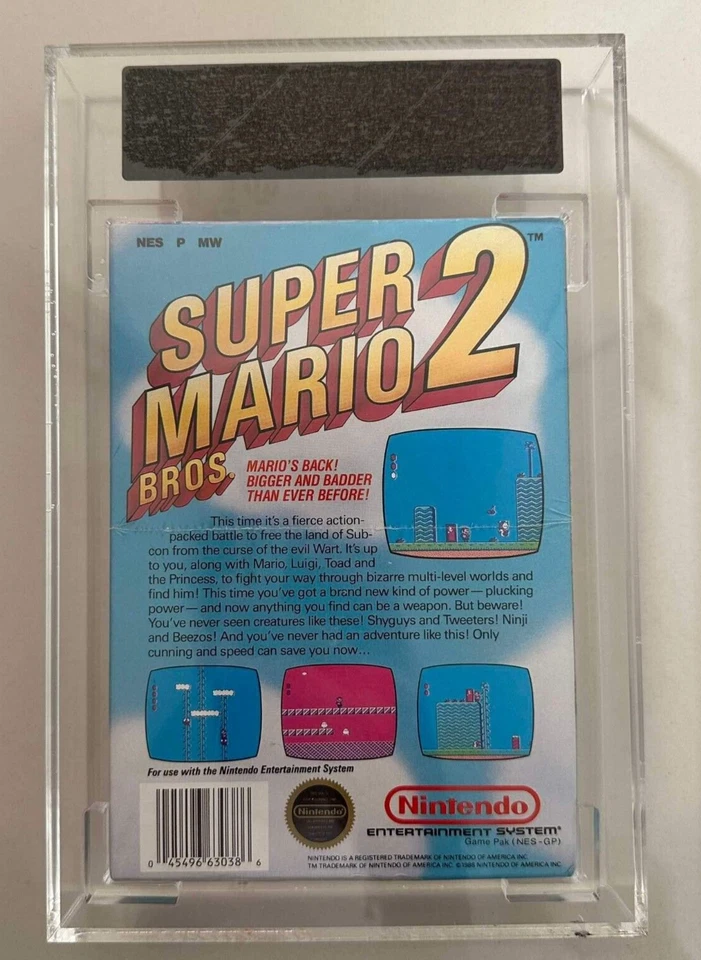 NES P MW
SUPER
MARIO 2 ™
BROS.
MARIO'S BACK!
BIGGER AND BADDER
THAN EVER BEFORE!
This time it's a fierce action-
packed battle to free the land of Sub-
con from the curse of the evil Wart. It's up
to you, along with Mario, Luigi, Toad and
the Princess, to fight your way through bizarre multi-level worlds and
find him! This time you've got a brand new kind of power — plucking
power — and now anything you find can be a weapon. But beware!
You've never seen creatures like these! Shyguys and Tweeters! Ninji
and Beezos! And you've never had an adventure like this! Only
cunning and speed can save you now...
For use with the Nintendo Entertainment System
0 45496 63038 6
Nintendo
Nintendo
ENTERTAINMENT SYSTEM®
Game Pak (NES-GP)
NINTENDO IS A REGISTERED TRADEMARK OF NINTENDO OF AMERICA INC.
TM TRADEMARK OF NINTENDO OF AMERICA INC. ©1988 NINTENDO OF AMERICA INC.